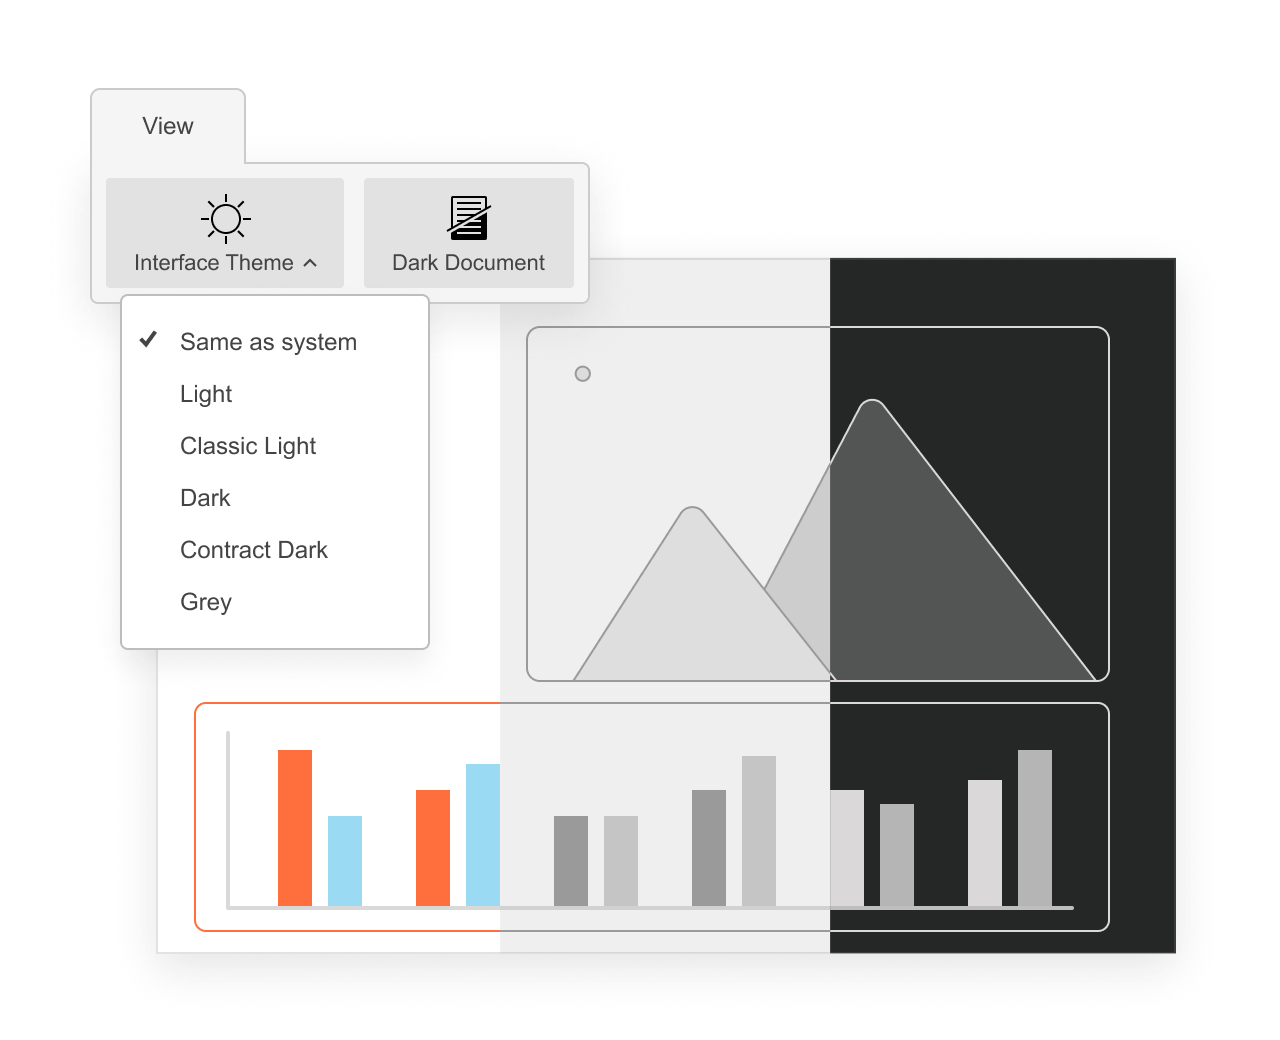 View
Interface Theme
Dark Document
Same as system
Light
Classic Light
Dark
Contract Dark
Grey